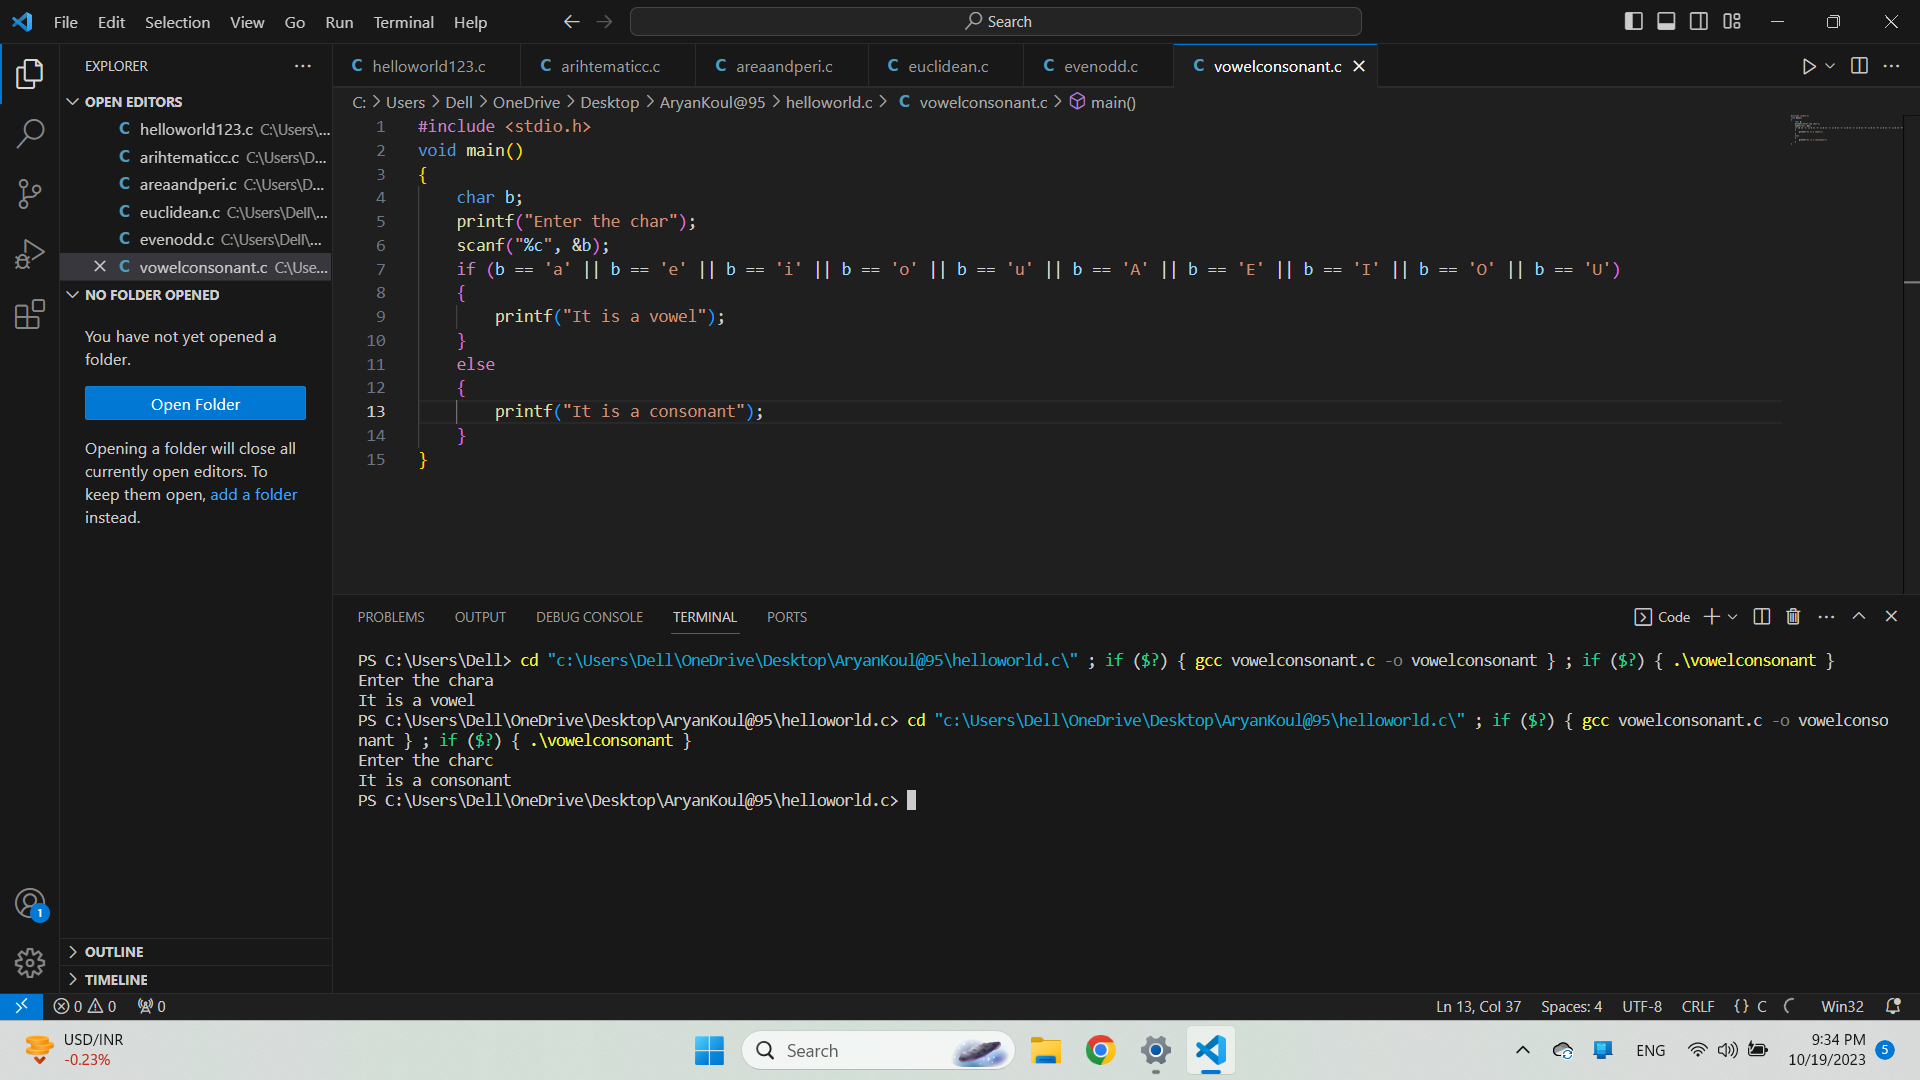 File Edit Selection View Go Run Terminal Help
Search
EXPLORER
OPEN EDITORS
helloworld123.c C:\Users\...
arihtematicc.c C:\Users\D...
areaandperi.c C:\Users\D...
euclidean.c C:\Users\Dell\...
evenodd.c C:\Users\Dell\...
vowelconsonant.c C:\Use...
NO FOLDER OPENED
You have not yet opened a
folder.
Open Folder
Opening a folder will close all
currently open editors. To
keep them open, add a folder
instead.
OUTLINE
TIMELINE
helloworld123.c arihtematicc.c areaandperi.c euclidean.c evenodd.c vowelconsonant.c
C: > Users > Dell > OneDrive > Desktop > AryanKoul@95 > helloworld.c > C vowelconsonant.c > main()
1 #include <stdio.h>
2 void main()
3 {
4 char b;
5 printf("Enter the char");
6 scanf("%c", &b);
7 if (b == 'a' || b == 'e' || b == 'i' || b == 'o' || b == 'u' || b == 'A' || b == 'E' || b == 'I' || b == 'O' || b == 'U')
8 {
9 printf("It is a vowel");
10 }
11 else
12 {
13 printf("It is a consonant");
14 }
15 }
PROBLEMS OUTPUT DEBUG CONSOLE TERMINAL PORTS
Code
PS C:\Users\Dell> cd "c:\Users\Dell\OneDrive\Desktop\AryanKoul@95\helloworld.c\" ; if ($?) { gcc vowelconsonant.c -o vowelconsonant } ; if ($?) { .\vowelconsonant }
Enter the chara
It is a vowel
PS C:\Users\Dell\OneDrive\Desktop\AryanKoul@95\helloworld.c> cd "c:\Users\Dell\OneDrive\Desktop\AryanKoul@95\helloworld.c\" ; if ($?) { gcc vowelconsonant.c -o vowelconso
nant } ; if ($?) { .\vowelconsonant }
Enter the charc
It is a consonant
PS C:\Users\Dell\OneDrive\Desktop\AryanKoul@95\helloworld.c>
1
0 0 0
Ln 13, Col 37 Spaces: 4 UTF-8 CRLF {} C Win32
USD/INR
-0.23%
Search
ENG
9:34 PM
10/19/2023
5